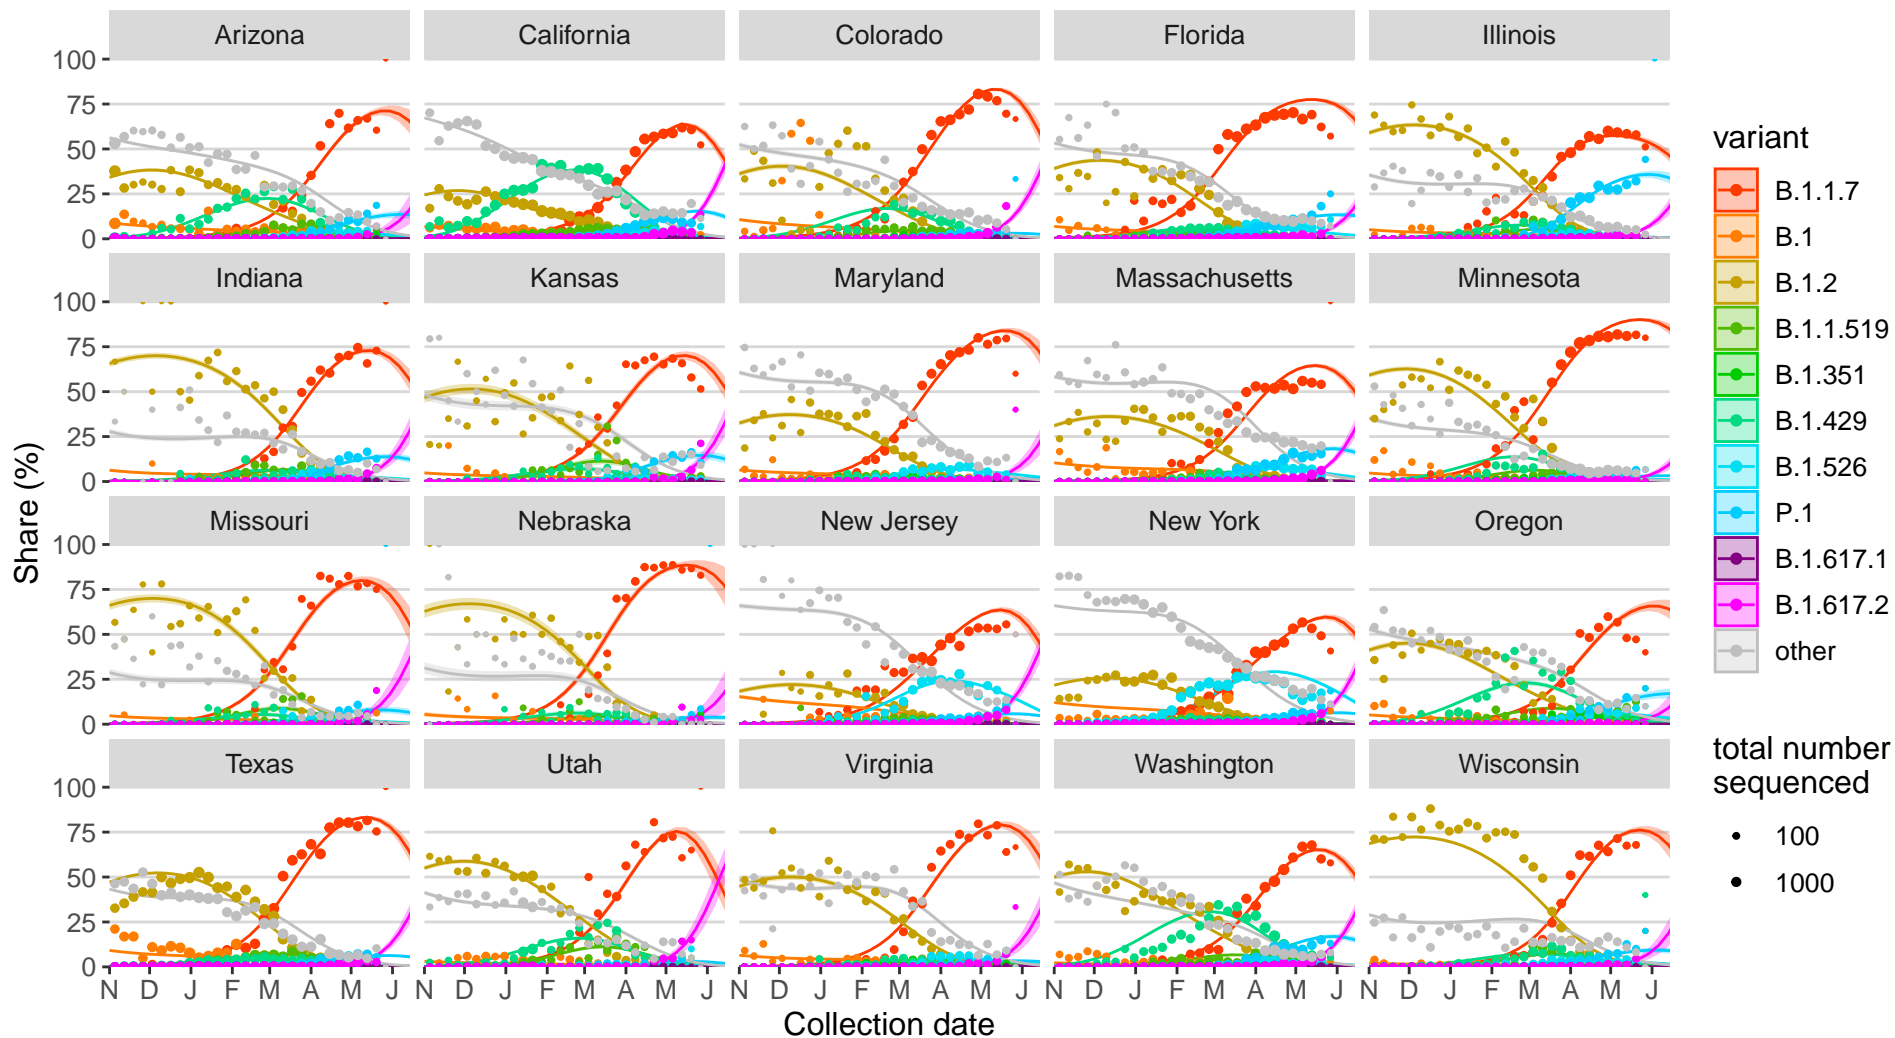 Arizona California Colorado Florida Illinois
100
75
50
25
0
Indiana Kansas Maryland Massachusetts Minnesota
100
75
50
25
0
Missouri Nebraska New Jersey New York Oregon
100
75
50
25
0
Texas Utah Virginia Washington Wisconsin
100
75
50
25
0
N D J F M A M J N D J F M A M J N D J F M A M J N D J F M A M J N D J F M A M J
Collection date
Share (%)
variant
B.1.1.7
B.1
B.1.2
B.1.1.519
B.1.351
B.1.429
B.1.526
P.1
B.1.617.1
B.1.617.2
other
total number
sequenced
100
1000